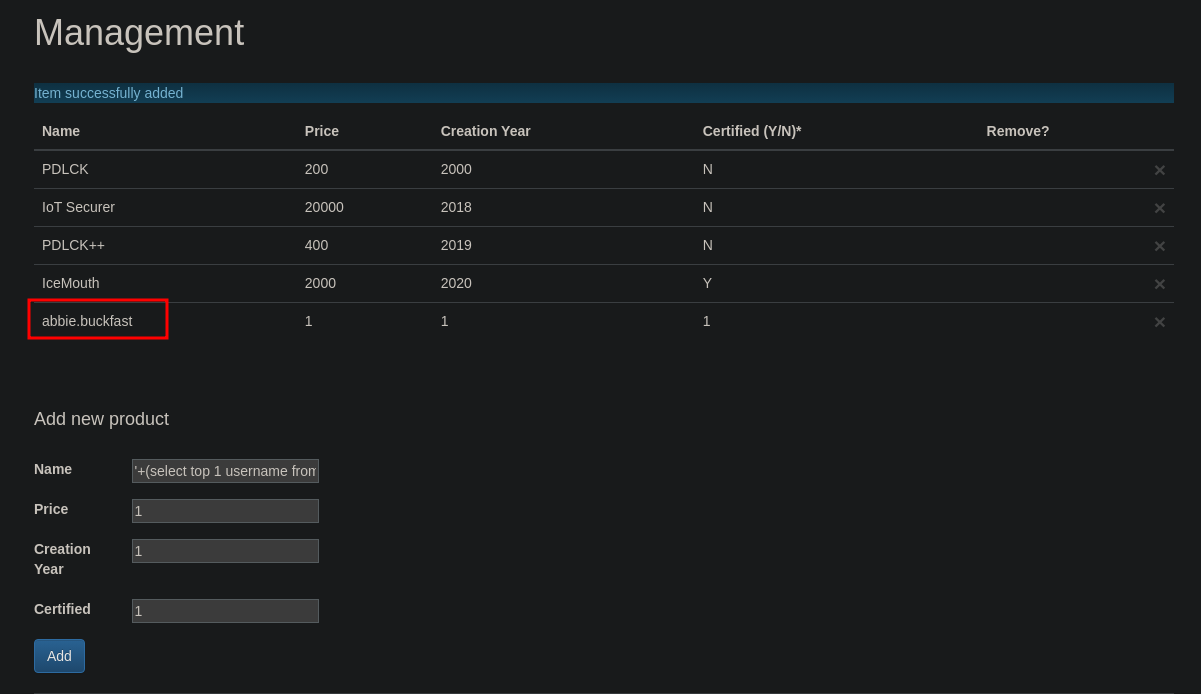 Management
Item successfully added
Name Price Creation Year Certified (Y/N)* Remove?
PDLCK 200 2000 N ×
IoT Securer 20000 2018 N ×
PDLCK++ 400 2019 N ×
IceMouth 2000 2020 Y ×
abbie.buckfast 1 1 1 ×
Add new product
Name '+(select top 1 username from
Price 1
Creation Year 1
Certified 1
Add